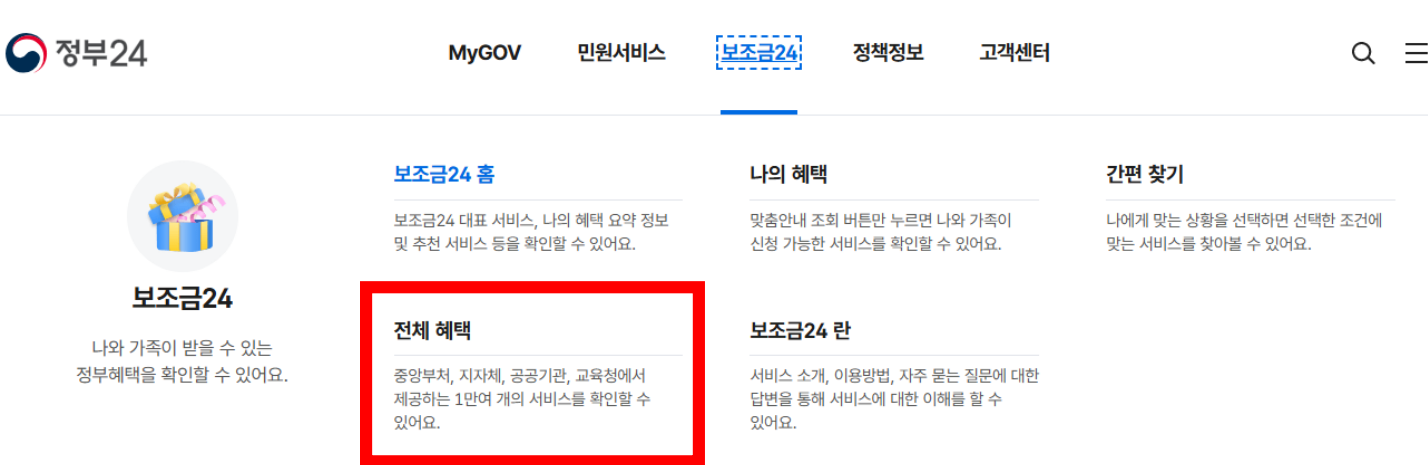 정부24
MyGOV
민원서비스
보조금24
정책정보
고객센터
보조금24
나와 가족이 받을 수 있는
정부혜택을 확인할 수 있어요.
보조금24 홈
보조금24 대표 서비스, 나의 혜택 요약 정보
및 추천 서비스 등을 확인할 수 있어요.
나의 혜택
맞춤안내 조회 버튼만 누르면 나와 가족이
신청 가능한 서비스를 확인할 수 있어요.
간편 찾기
나에게 맞는 상황을 선택하면 선택한 조건에
맞는 서비스를 찾아볼 수 있어요.
전체 혜택
중앙부처, 지자체, 공공기관, 교육청에서
제공하는 1만여 개의 서비스를 확인할 수
있어요.
보조금24 란
서비스 소개, 이용방법, 자주 묻는 질문에 대한
답변을 통해 서비스에 대한 이해를 할 수
있어요.